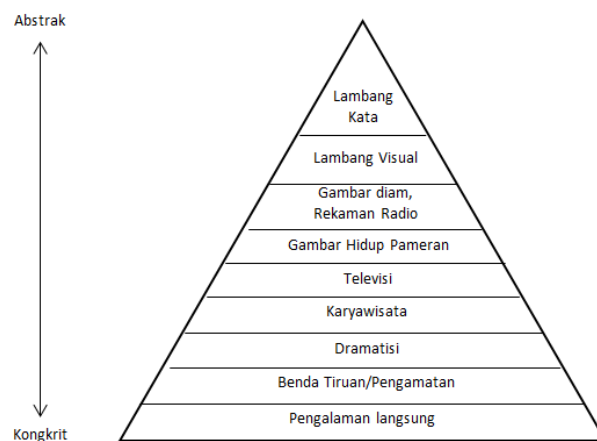 Abstrak
Lambang
Kata
Lambang Visual
Gambar diam,
Rekaman Radio
Gambar Hidup Pameran
Televisi
Karyawisata
Dramatisi
Benda Tiruan/Pengamatan
Pengalaman langsung
Kongkrit